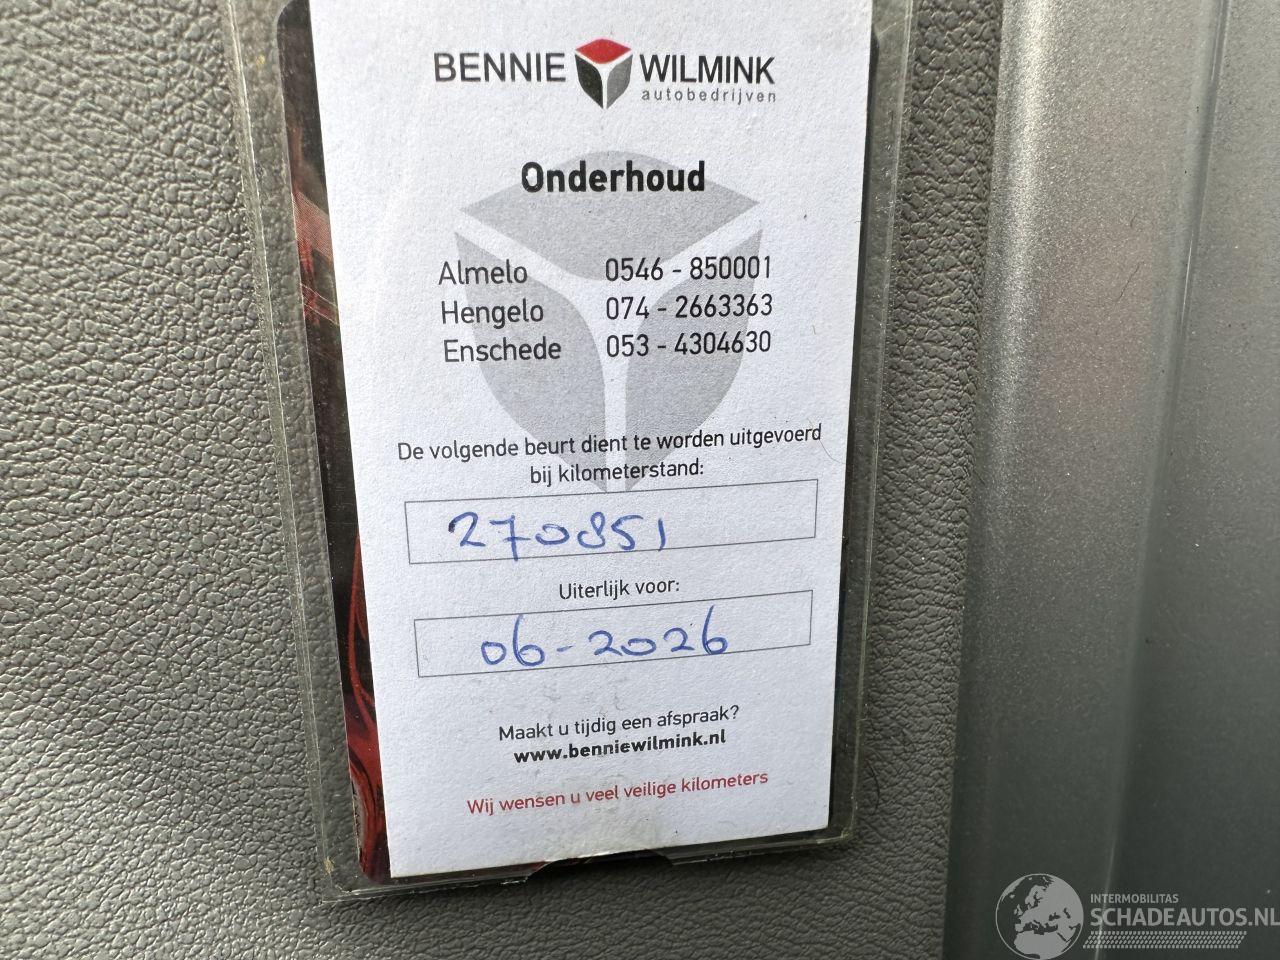 BENNIE WILMINK
autobedrijven
Onderhoud
Almelo 0546 - 850001
Hengelo 074 - 2663363
Enschede 053 - 4304630
De volgende beurt dient te worden uitgevoerd
bij kilometerstand:
270851
Uiterlijk voor:
06-2026
Maakt u tijdig een afspraak?
www.benniewilmink.nl
Wij wensen u veel veilige kilometers
INTERMOBILITAS
SCHADEAUTOS.NL